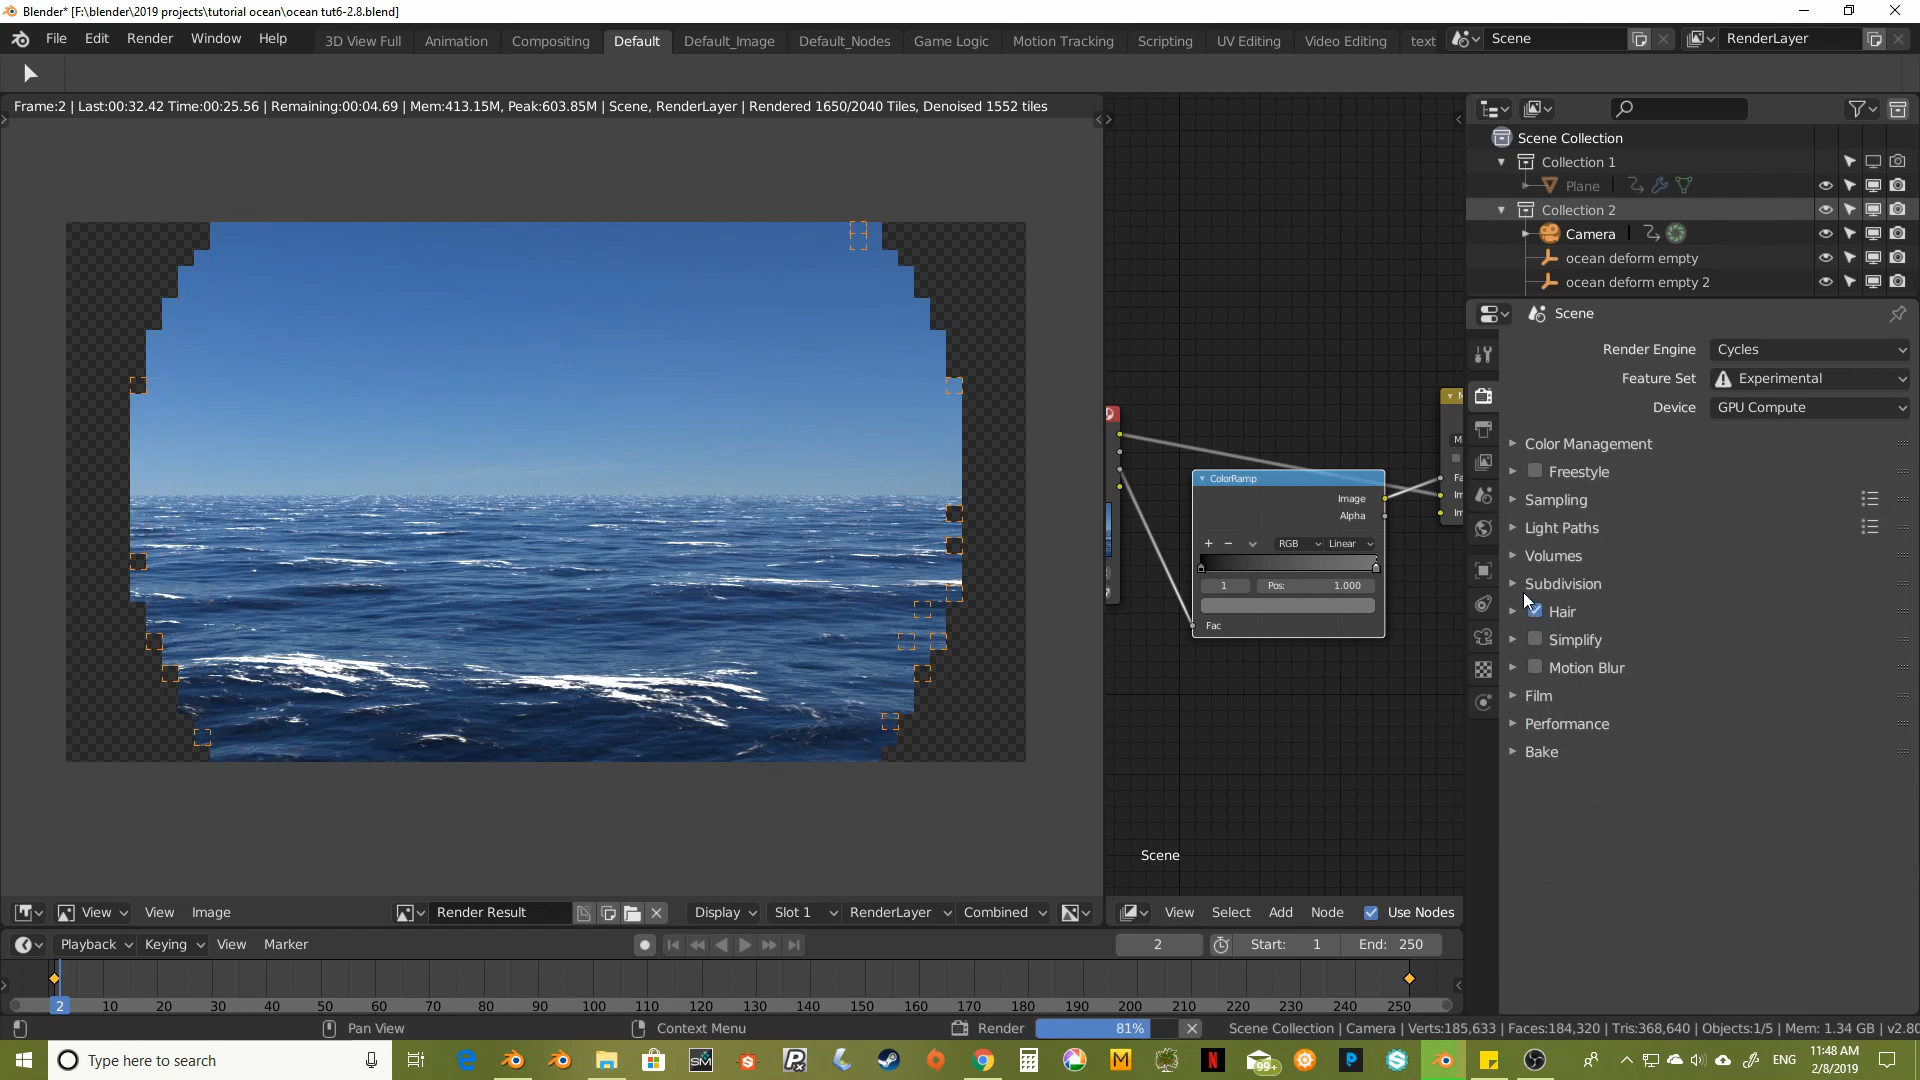 Blender* [F:\blender\2019 projects\tutorial ocean\ocean tut6-2.8.blend]
File Edit Render Window Help 3D View Full Animation Compositing Default Default_Image Default_Nodes Game Logic Motion Tracking Scripting UV Editing Video Editing text Scene RenderLayer
Frame:2 | Last:00:32.42 Time:00:25.56 | Remaining:00:04.69 | Mem:413.15M, Peak:603.85M | Scene, RenderLayer | Rendered 1650/2040 Tiles, Denoised 1552 tiles
Scene Collection
Collection 1
Plane
Collection 2
Camera
ocean deform empty
ocean deform empty 2
Scene
Render Engine Cycles
Feature Set Experimental
Device GPU Compute
Color Management
Freestyle
Sampling
Light Paths
Volumes
Subdivision
Hair
Simplify
Motion Blur
Film
Performance
Bake
ColorRamp
Image
Alpha
+ − RGB Linear
1 Pos: 1.000
Fac
M
M
Fa
Im
Im
Scene
View View Image Render Result Display Slot 1 RenderLayer Combined
View Select Add Node Use Nodes
Playback Keying View Marker 2 Start: 1 End: 250
2 10 20 30 40 50 60 70 80 90 100 110 120 130 140 150 160 170 180 190 200 210 220 230 240 250
Pan View Context Menu Render 81% Scene Collection | Camera | Verts:185,633 | Faces:184,320 | Tris:368,640 | Objects:1/5 | Mem: 1.34 GB | v2.80
Type here to search
SM
99+
ENG
11:48 AM
2/8/2019